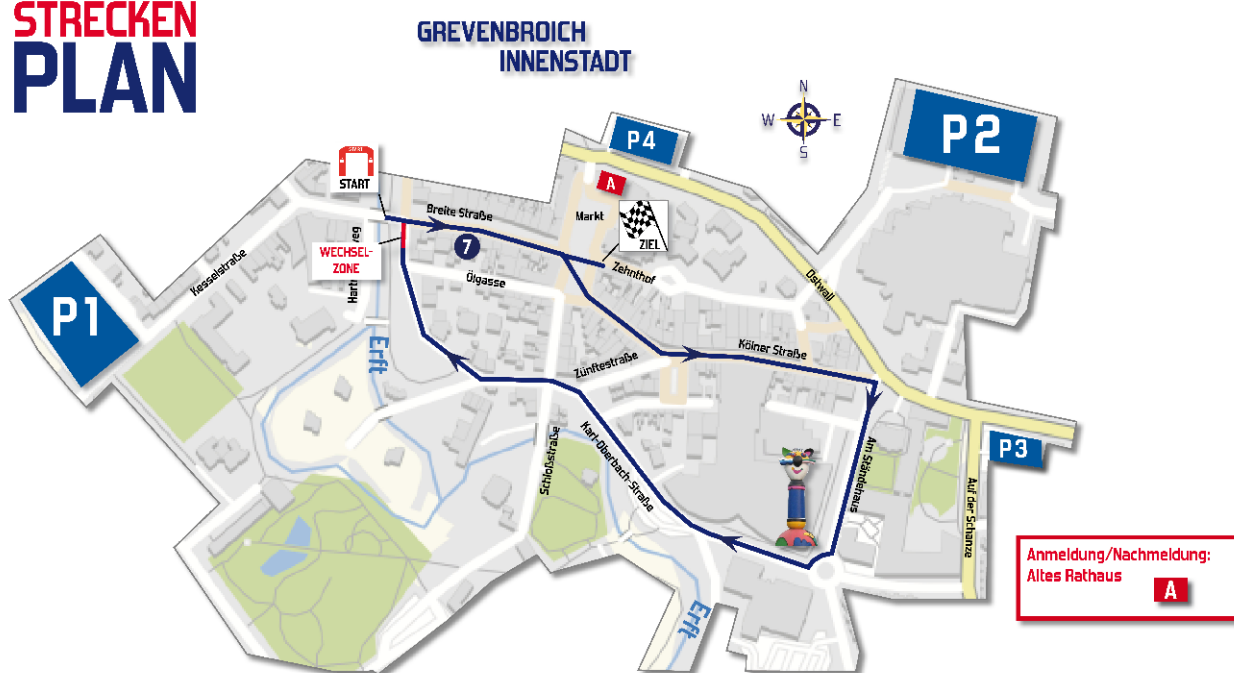 STRECKEN
PLAN
GREVENBROICH
INNENSTADT
N
W
E
S
P4
P2
A
START
START
Breite Straße
Markt
ZIEL
7
WECHSEL-
ZONE
Kesselstraße
Ölgasse
Zehnthof
Ostwall
P1
Erft
Kölner Straße
Zünftestraße
Karl-Oberbach-Straße
Schloßstraße
Am Ständehaus
P3
Auf der Schanze
Erft
Anmeldung/Nachmeldung:
Altes Rathaus
A